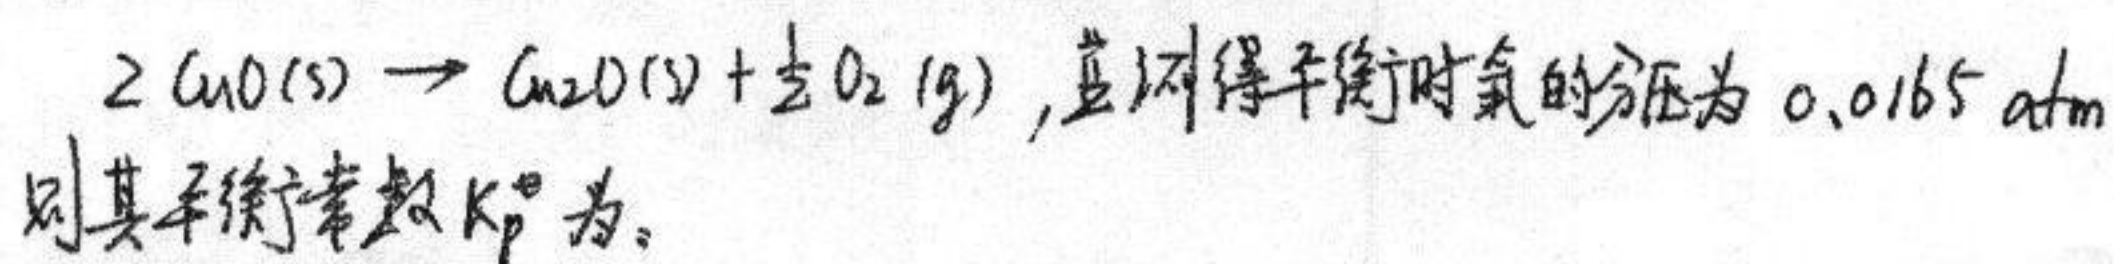 2 CuO(s) → Cu2O(s) + ½ O2 (g) , 且测得平衡时氧的分压为 0.0165 atm
则其平衡常数 Kp° 为。